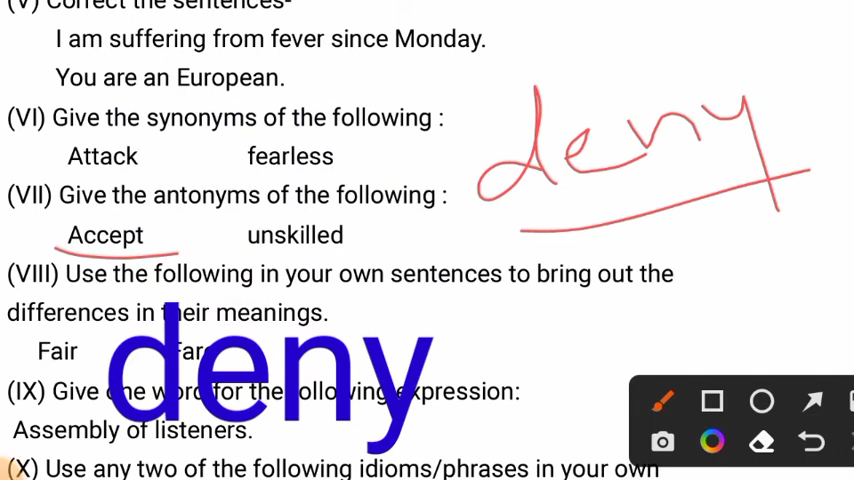 (V) Correct the sentences-
I am suffering from fever since Monday.
You are an European.
(VI) Give the synonyms of the following :
Attack fearless
deny
(VII) Give the antonyms of the following :
Accept unskilled
(VIII) Use the following in your own sentences to bring out the
differences in their meanings.
Fair Fare
deny
(IX) Give one word for the following expression:
Assembly of listeners.
(X) Use any two of the following idioms/phrases in your own